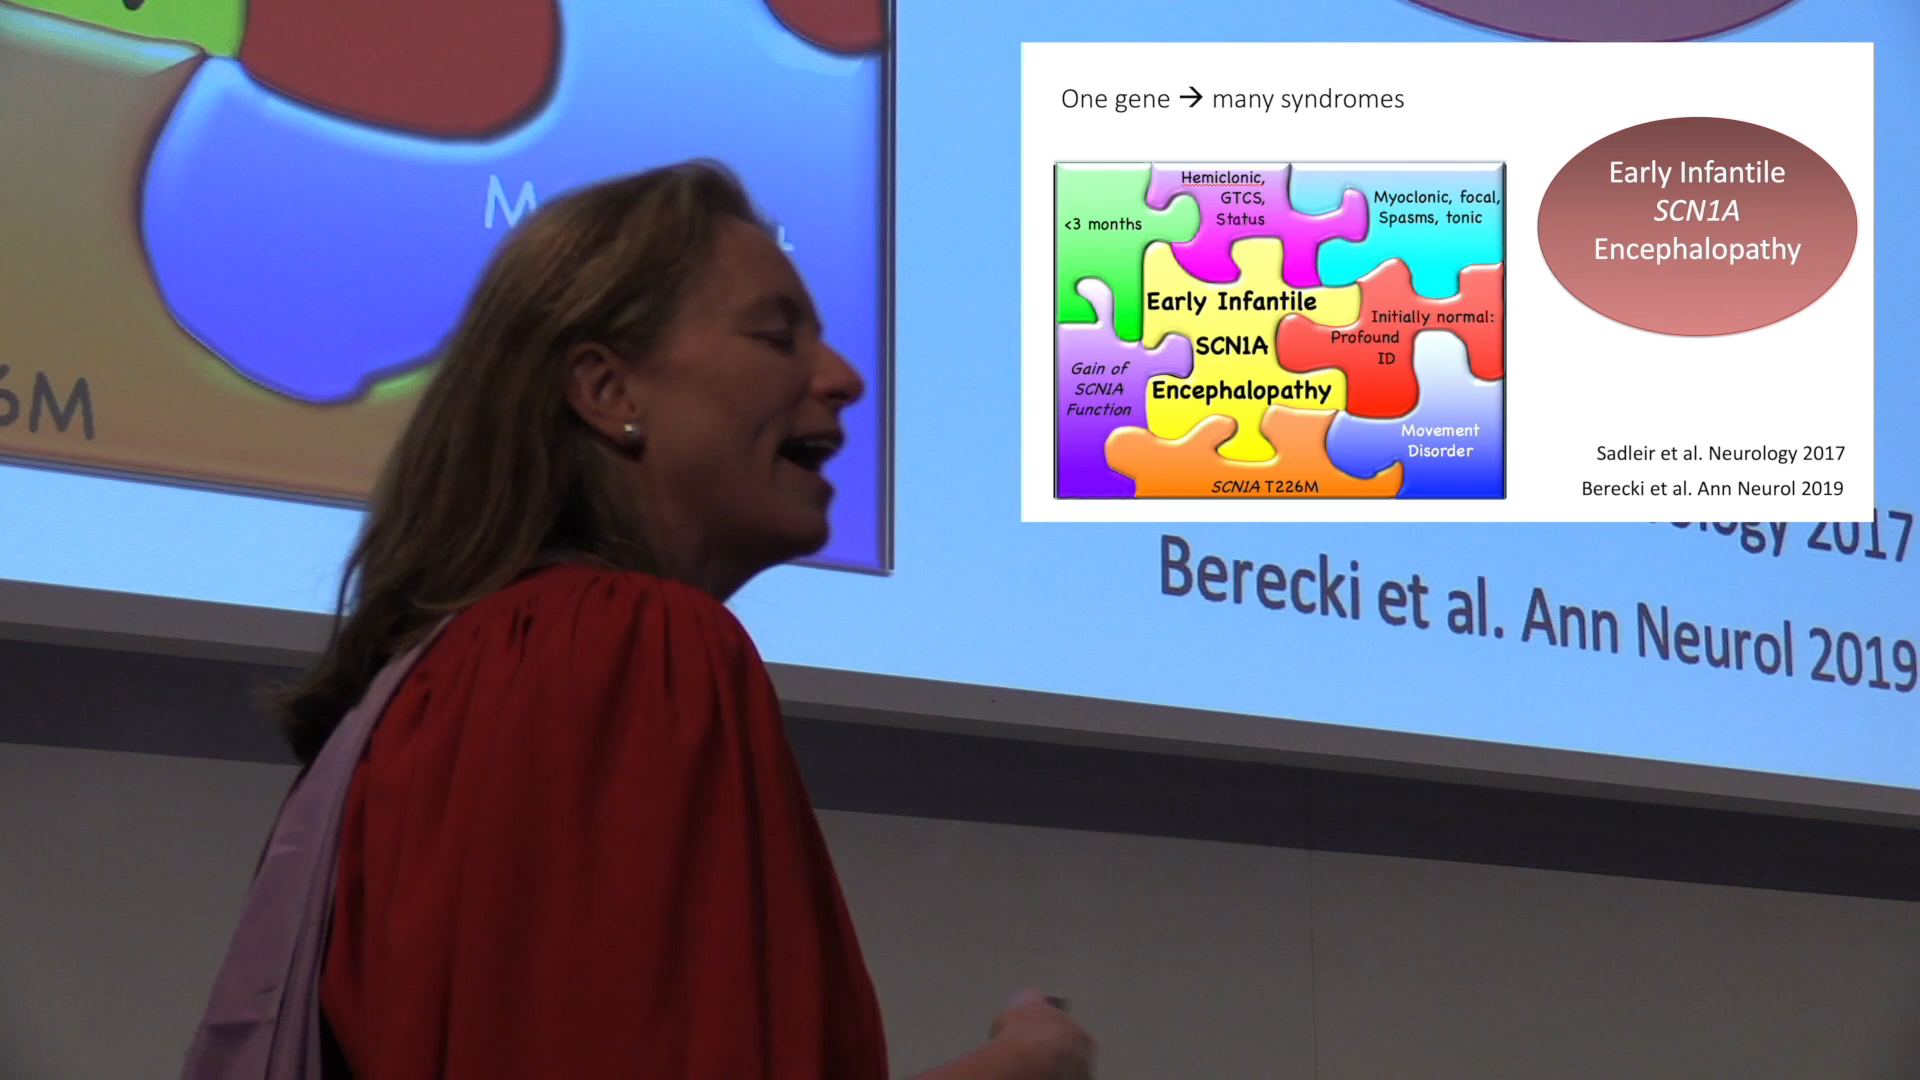 One gene → many syndromes
<3 months
Hemiclonic,
GTCS,
Status
Myoclonic, focal,
Spasms, tonic
Early Infantile
SCN1A
Encephalopathy
Initially normal:
Profound
ID
Gain of
SCN1A
Function
Movement
Disorder
SCN1A T226M
Early Infantile
SCN1A
Encephalopathy
Sadleir et al. Neurology 2017
Berecki et al. Ann Neurol 2019
6M
2017
Berecki et al. Ann Neurol 2019